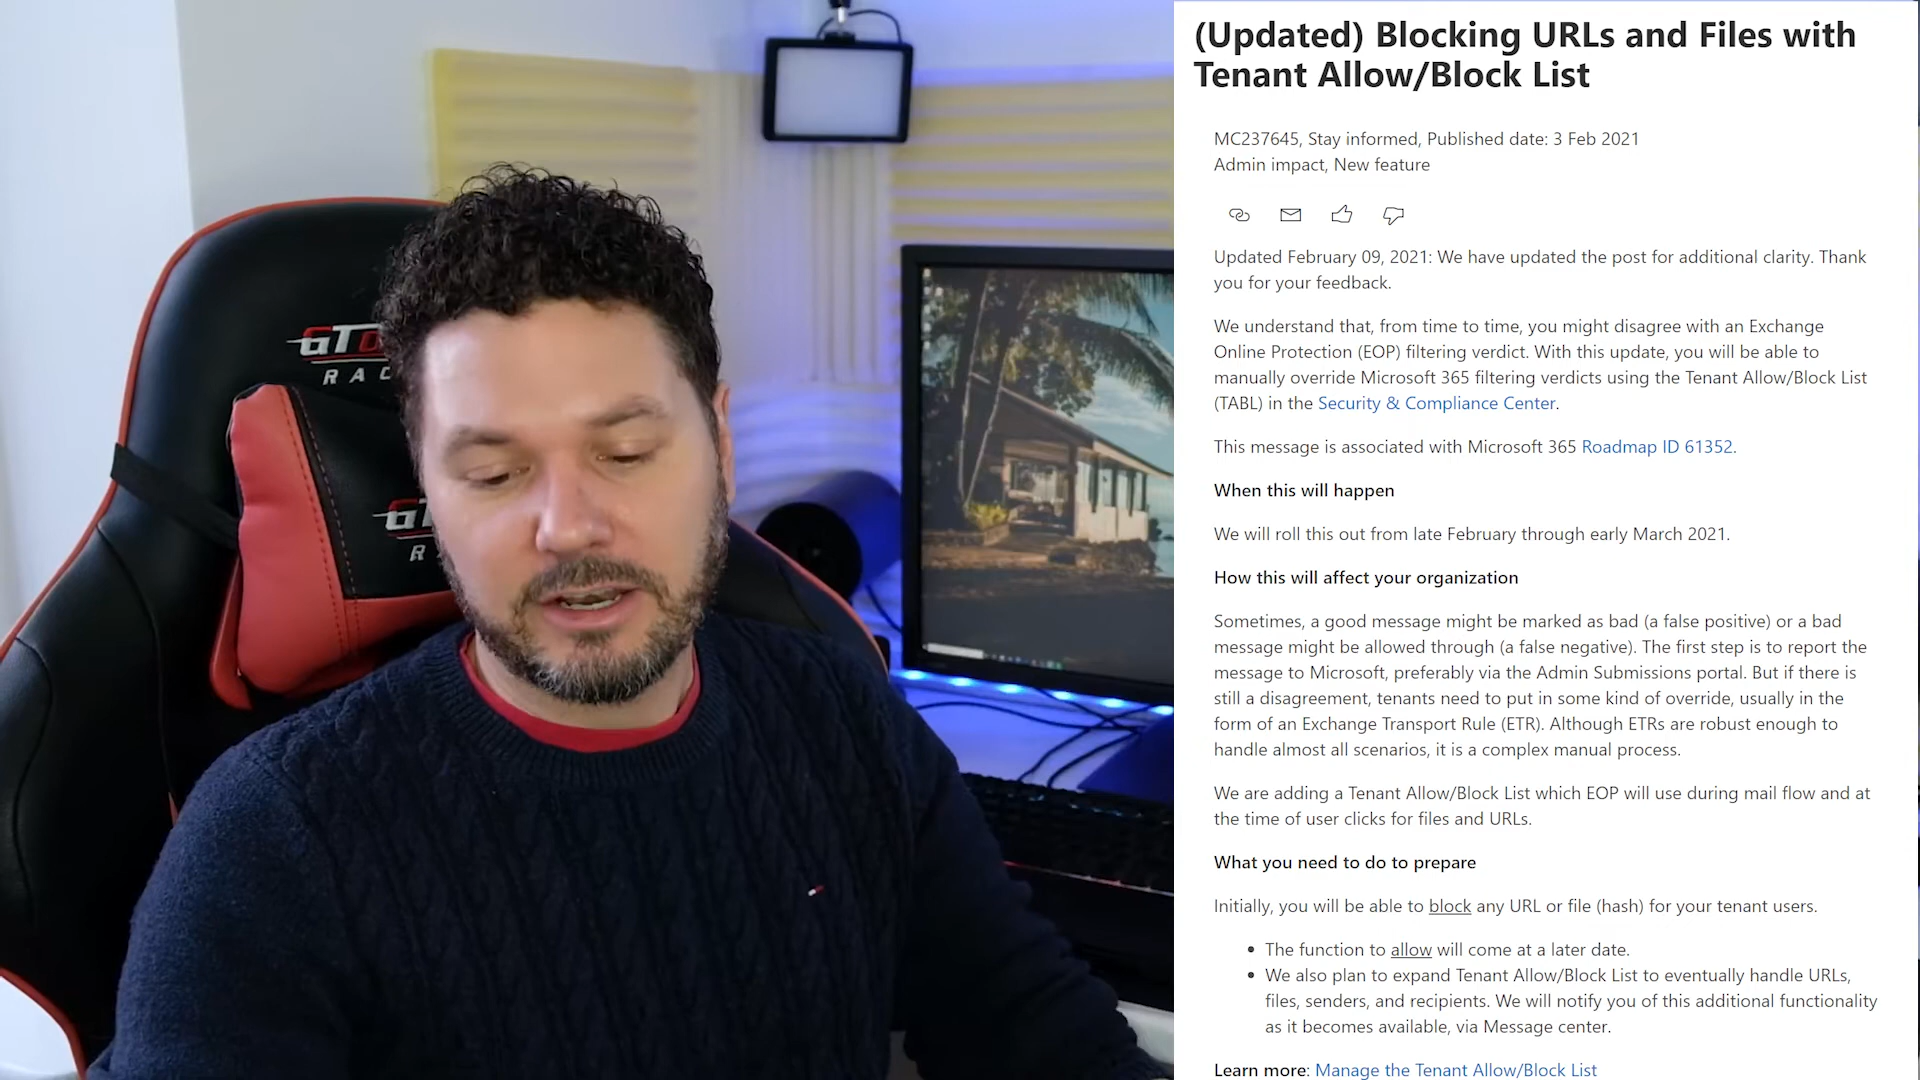 (Updated) Blocking URLs and Files with
Tenant Allow/Block List
MC237645, Stay informed, Published date: 3 Feb 2021
Admin impact, New feature
Updated February 09, 2021: We have updated the post for additional clarity. Thank
you for your feedback.
We understand that, from time to time, you might disagree with an Exchange
Online Protection (EOP) filtering verdict. With this update, you will be able to
manually override Microsoft 365 filtering verdicts using the Tenant Allow/Block List
(TABL) in the Security & Compliance Center.
This message is associated with Microsoft 365 Roadmap ID 61352.
When this will happen
We will roll this out from late February through early March 2021.
How this will affect your organization
Sometimes, a good message might be marked as bad (a false positive) or a bad
message might be allowed through (a false negative). The first step is to report the
message to Microsoft, preferably via the Admin Submissions portal. But if there is
still a disagreement, tenants need to put in some kind of override, usually in the
form of an Exchange Transport Rule (ETR). Although ETRs are robust enough to
handle almost all scenarios, it is a complex manual process.
We are adding a Tenant Allow/Block List which EOP will use during mail flow and at
the time of user clicks for files and URLs.
What you need to do to prepare
Initially, you will be able to block any URL or file (hash) for your tenant users.
• The function to allow will come at a later date.
• We also plan to expand Tenant Allow/Block List to eventually handle URLs,
files, senders, and recipients. We will notify you of this additional functionality
as it becomes available, via Message center.
Learn more: Manage the Tenant Allow/Block List